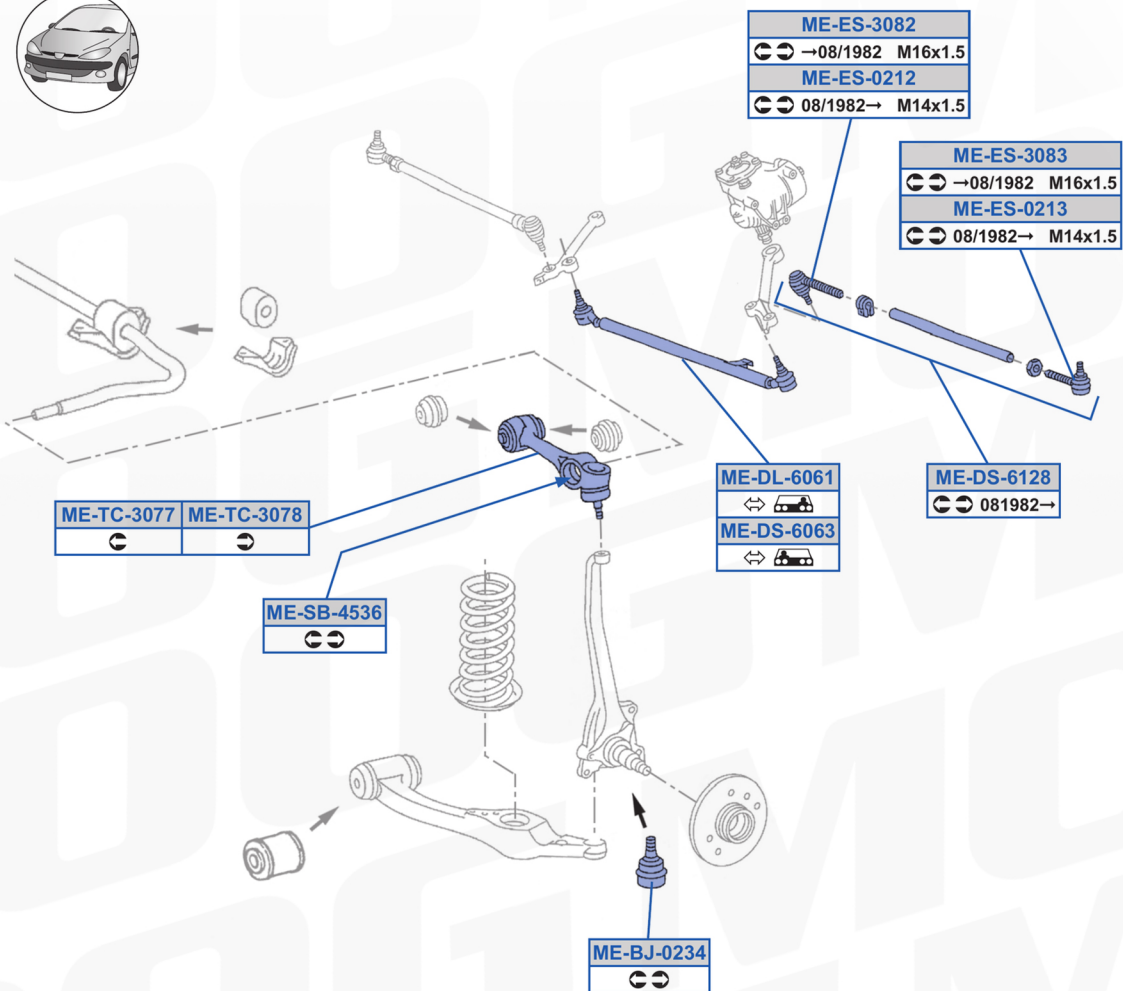 ME-ES-3082
→08/1982 M16x1.5
ME-ES-0212
08/1982→ M14x1.5
ME-ES-3083
→08/1982 M16x1.5
ME-ES-0213
08/1982→ M14x1.5
ME-DL-6061
ME-DS-6063
ME-DS-6128
081982→
ME-TC-3077 ME-TC-3078
ME-SB-4536
ME-BJ-0234